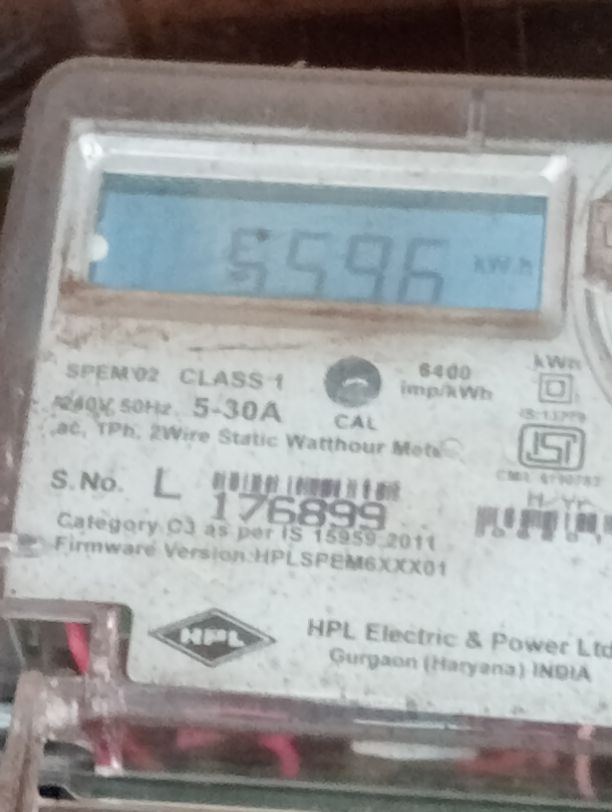 5596 kWh
SPEM'02 CLASS 1
240V, 50Hz. 5-30A
ac, 1Ph. 2Wire Static Watthour Mete
CAL
6400
imp/kWh
kWh
S.No. L 176899
Category C3 as per IS 15959:2011
Firmware Version:HPLSPEM6XXX01
HPL
HPL Electric & Power Ltd
Gurgaon (Haryana) INDIA